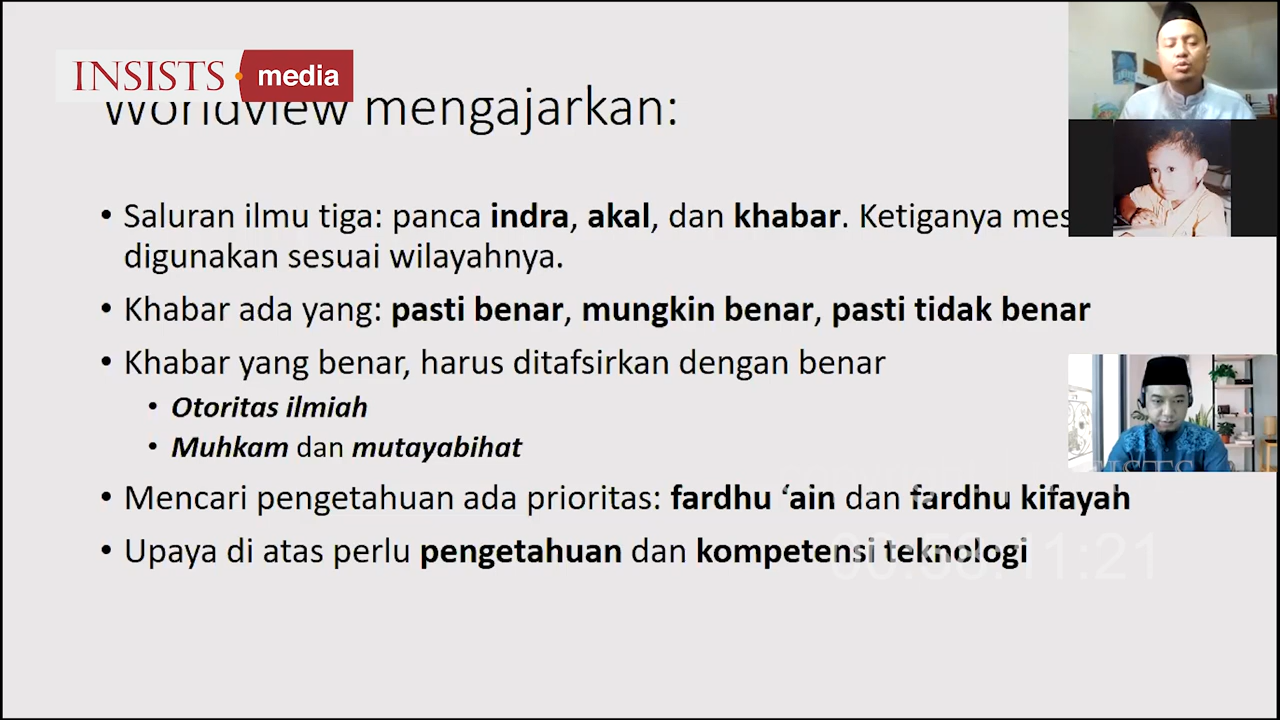 INSISTS media
Worldview mengajarkan:
• Saluran ilmu tiga: panca indra, akal, dan khabar. Ketiganya mes
digunakan sesuai wilayahnya.
• Khabar ada yang: pasti benar, mungkin benar, pasti tidak benar
• Khabar yang benar, harus ditafsirkan dengan benar
• Otoritas ilmiah
• Muhkam dan mutayabihat
• Mencari pengetahuan ada prioritas: fardhu ‘ain dan fardhu kifayah
• Upaya di atas perlu pengetahuan dan kompetensi teknologi